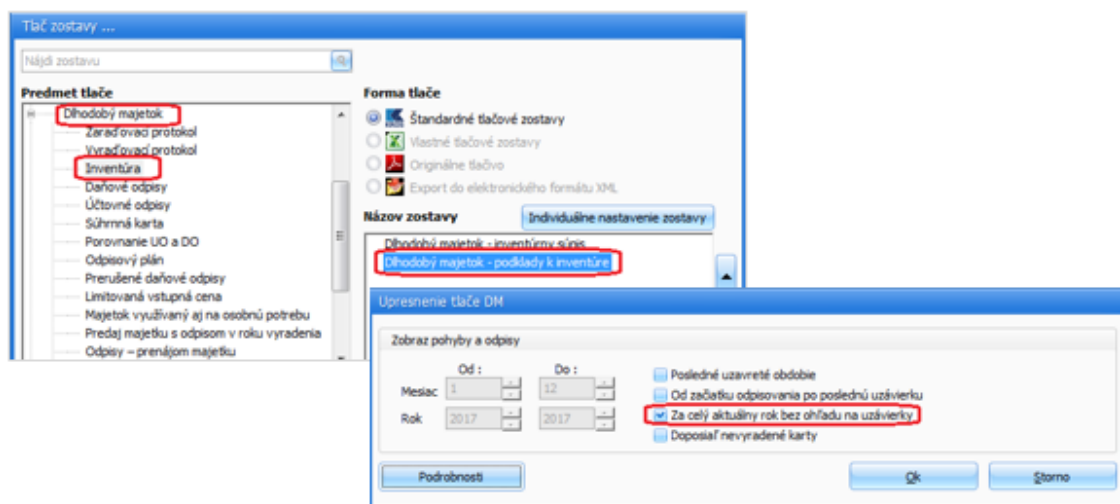 Tlač zostavy ...
Nájdi zostavu
Predmet tlače
Dlhodobý majetok
Zaraďovací protokol
Vyraďovací protokol
Inventúra
Daňové odpisy
Účtovné odpisy
Súhrnná karta
Porovnanie UO a DO
Odpisový plán
Prerušené daňové odpisy
Limitovaná vstupná cena
Majetok využívaný aj na osobnú potrebu
Predaj majetku s odpisom v roku vyradenia
Odpisy – prenájom majetku
Forma tlače
Štandardné tlačové zostavy
Vlastné tlačové zostavy
Originálne tlačivo
Export do elektronického formátu XML
Názov zostavy
Individuálne nastavenie zostavy
Dlhodobý majetok - inventúrny súpis
Dlhodobý majetok - podklady k inventúre
Upresnenie tlače DM
Zobraz pohyby a odpisy
Od :
Do :
Mesiac 1 12
Rok 2017 2017
Posledné uzavreté obdobie
Od začiatku odpisovania po poslednú uzávierku
Za celý aktuálny rok bez ohľadu na uzávierky
Doposiaľ nevyradené karty
Podrobnosti
Ok
Storno